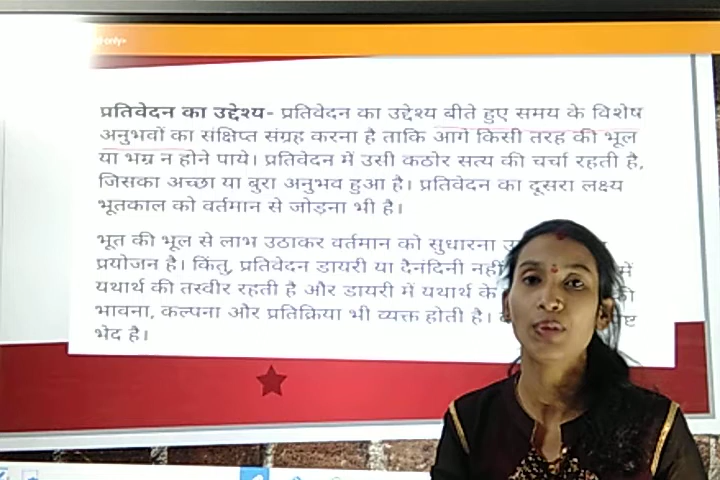 only>
प्रतिवेदन का उद्देश्य- प्रतिवेदन का उद्देश्य बीते हुए समय के विशेष
अनुभवों का संक्षिप्त संग्रह करना है ताकि आगे किसी तरह की भूल
या भम्र न होने पाये। प्रतिवेदन में उसी कठोर सत्य की चर्चा रहती है,
जिसका अच्छा या बुरा अनुभव हुआ है। प्रतिवेदन का दूसरा लक्ष्य
भूतकाल को वर्तमान से जोड़ना भी है।
भूत की भूल से लाभ उठाकर वर्तमान को सुधारना
प्रयोजन है। किंतु, प्रतिवेदन डायरी या दैनंदिनी नहीं में
यथार्थ की तस्वीर रहती है और डायरी में यथार्थ के
भावना, कल्पना और प्रतिक्रिया भी व्यक्त होती है।
भेद है।